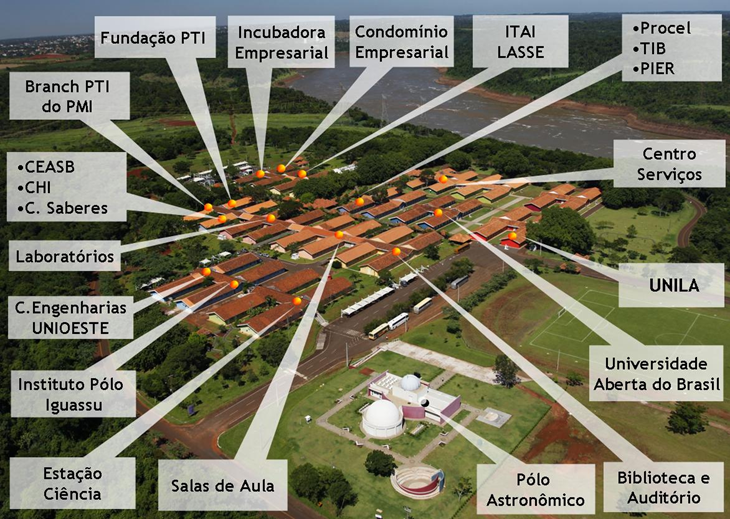 Fundação PTI
Incubadora
Empresarial
Condomínio
Empresarial
ITAI
LASSE
•Procel
•TIB
•PIER
Branch PTI
do PMI
•CEASB
•CHI
•C. Saberes
Centro
Serviços
Laboratórios
UNILA
C.Engenharias
UNIOESTE
Universidade
Aberta do Brasil
Instituto Pólo
Iguassu
Estação
Ciência
Salas de Aula
Pólo
Astronômico
Biblioteca e
Auditório